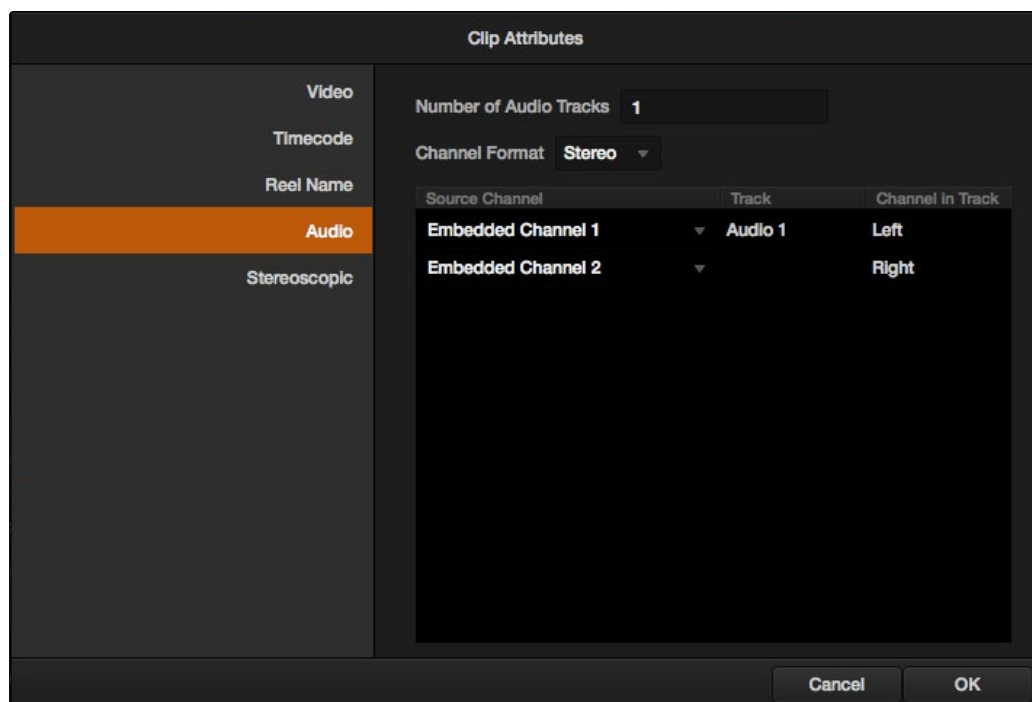 Clip Attributes
Video
Timecode
Reel Name
Audio
Stereoscopic
Number of Audio Tracks 1
Channel Format Stereo
Source Channel Track Channel in Track
Embedded Channel 1 Audio 1 Left
Embedded Channel 2 Right
Cancel OK